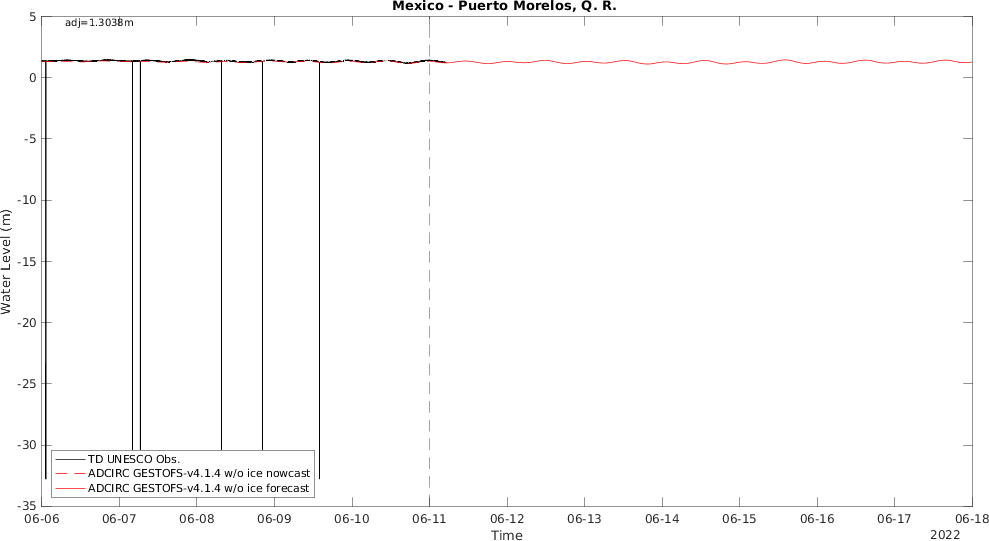 Mexico - Puerto Morelos, Q. R.
adj=1.3038m
5
0
-5
-10
-15
-20
-25
-30
-35
Water Level (m)
TD UNESCO Obs.
ADCIRC GESTOFS-v4.1.4 w/o ice nowcast
ADCIRC GESTOFS-v4.1.4 w/o ice forecast
06-06 06-07 06-08 06-09 06-10 06-11 06-12 06-13 06-14 06-15 06-16 06-17 06-18
Time
2022